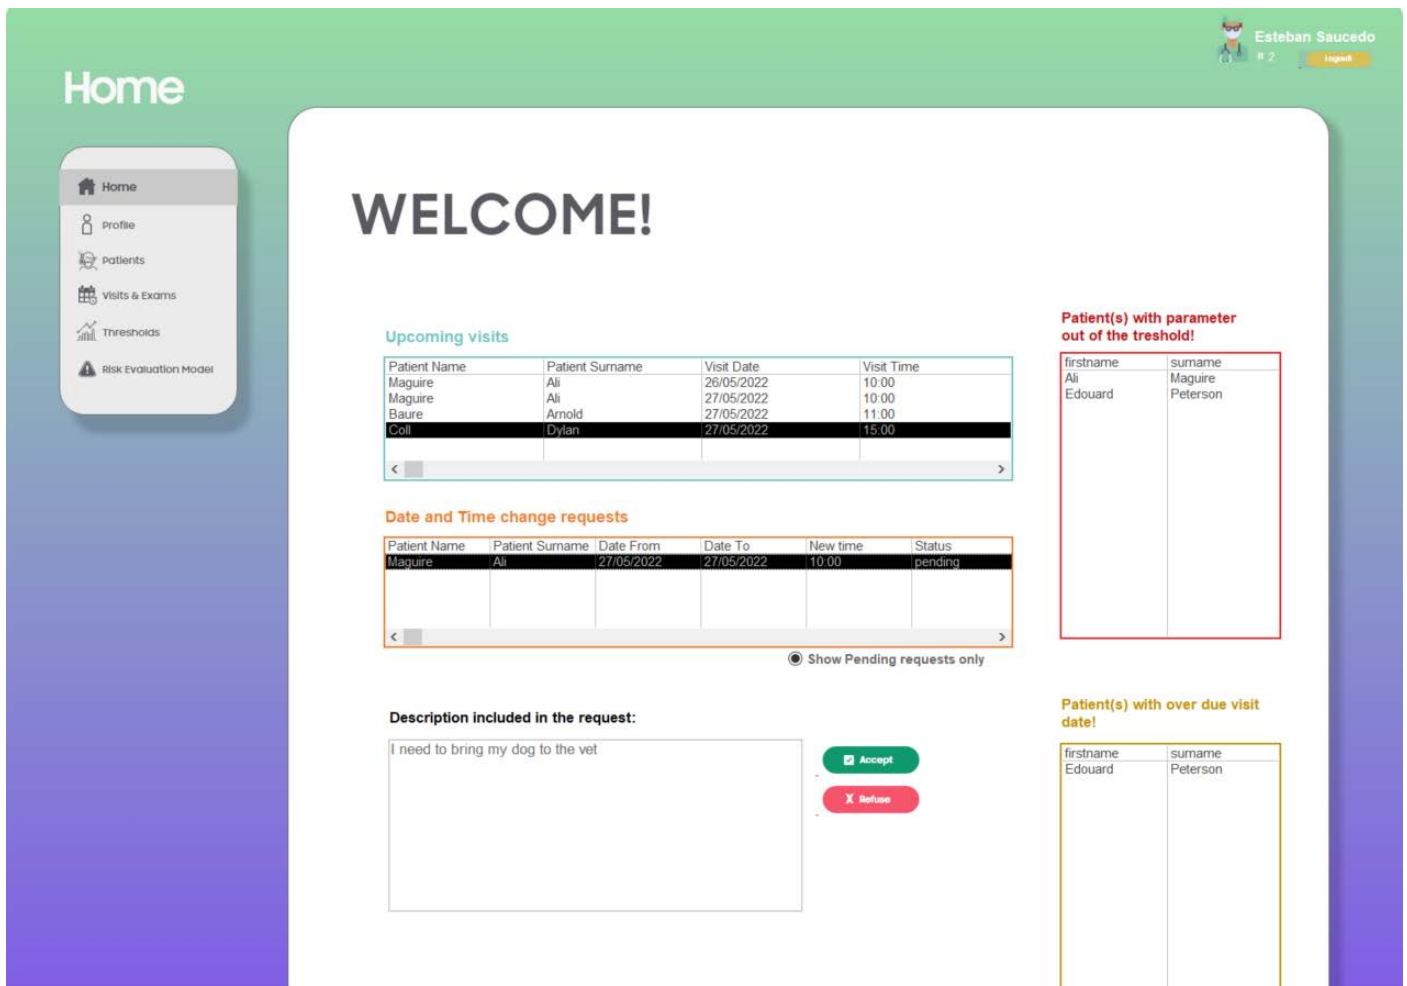 Esteban Saucedo
# 2
Logout
Home
Home
Profile
Patients
Visits & Exams
Thresholds
Risk Evaluation Model
WELCOME!
Upcoming visits
Patient Name Patient Surname Visit Date Visit Time
Maguire Ali 26/05/2022 10:00
Maguire Ali 27/05/2022 10:00
Baure Arnold 27/05/2022 11:00
Coll Dylan 27/05/2022 15:00
Date and Time change requests
Patient Name Patient Surname Date From Date To New time Status
Maguire Ali 27/05/2022 27/05/2022 10:00 pending
Show Pending requests only
Description included in the request:
I need to bring my dog to the vet
Accept
X Refuse
Patient(s) with parameter
out of the treshold!
firstname surname
Ali Maguire
Edouard Peterson
Patient(s) with over due visit
date!
firstname surname
Edouard Peterson